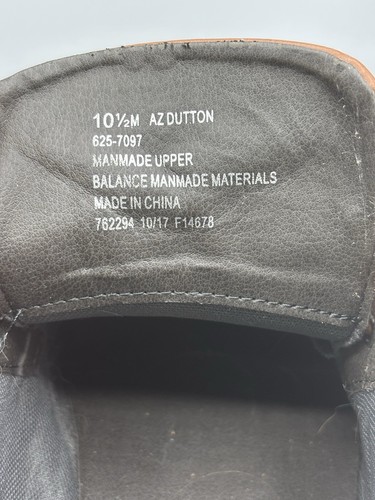 10½M AZ DUTTON
625-7097
MANMADE UPPER
BALANCE MANMADE MATERIALS
MADE IN CHINA
762294 10/17 F14678